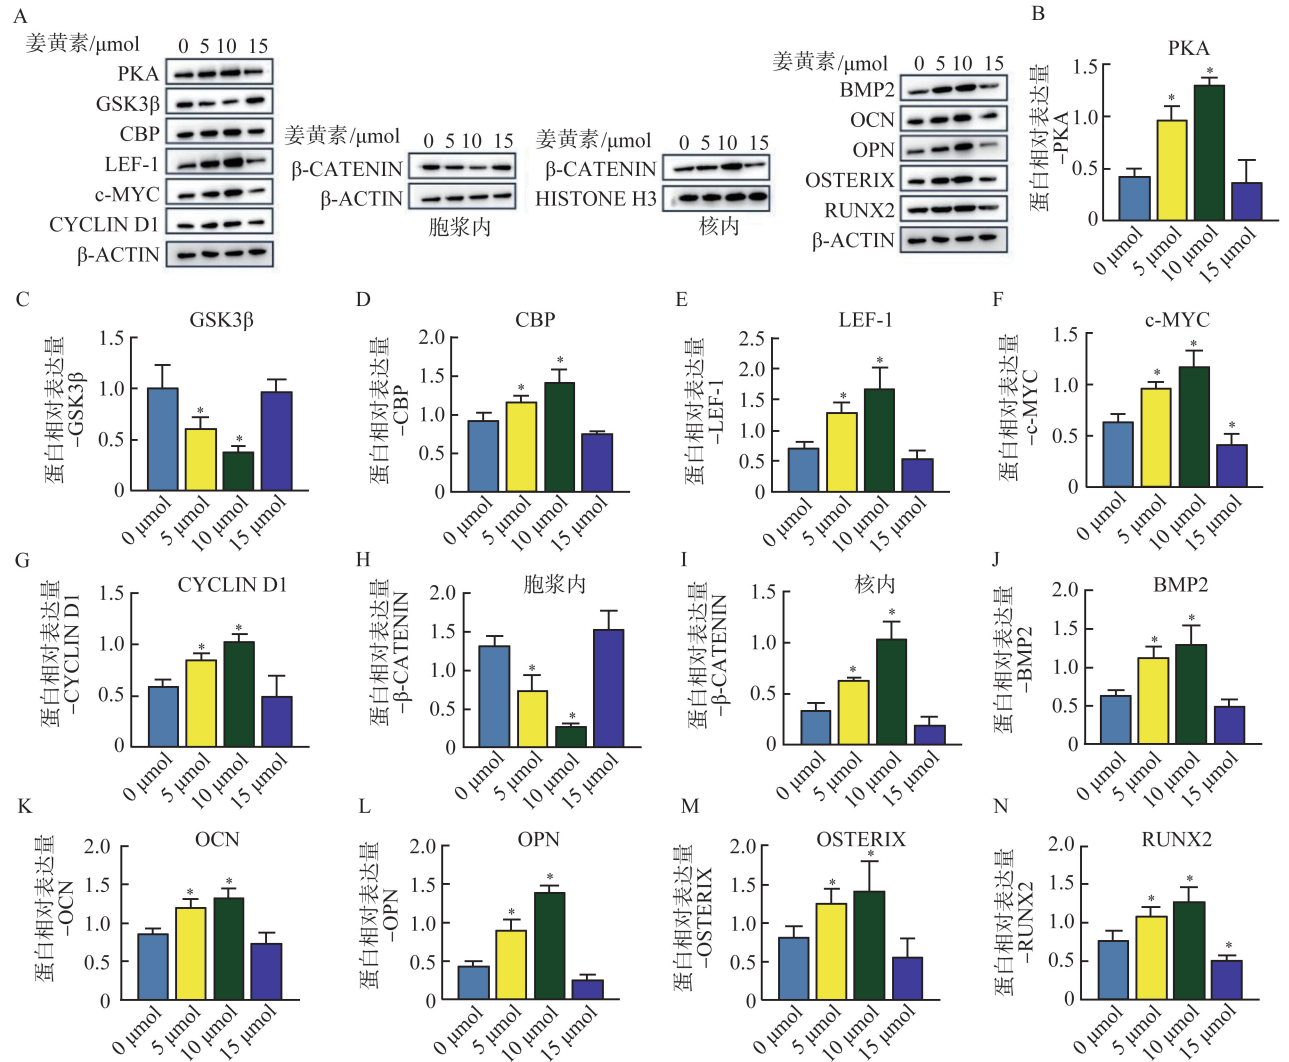 A
姜黄素/μmol 0 5 10 15
PKA
GSK3β
CBP
LEF-1
c-MYC
CYCLIN D1
β-ACTIN
姜黄素/μmol 0 5 10 15
β-CATENIN
β-ACTIN
胞浆内
姜黄素/μmol 0 5 10 15
β-CATENIN
HISTONE H3
核内
姜黄素/μmol 0 5 10 15
BMP2
OCN
OPN
OSTERIX
RUNX2
β-ACTIN
B
PKA
蛋白相对表达量
–PKA
1.5
1.0
0.5
0
* *
0 μmol 5 μmol 10 μmol 15 μmol
C
GSK3β
蛋白相对表达量
–GSK3β
1.5
1.0
0.5
0
* *
0 μmol 5 μmol 10 μmol 15 μmol
D
CBP
蛋白相对表达量
–CBP
2.0
1.5
1.0
0.5
0
* *
0 μmol 5 μmol 10 μmol 15 μmol
E
LEF-1
蛋白相对表达量
–LEF-1
2.5
2.0
1.5
1.0
0.5
0
* *
0 μmol 5 μmol 10 μmol 15 μmol
F
c-MYC
蛋白相对表达量
–c-MYC
1.5
1.0
0.5
0
* * *
0 μmol 5 μmol 10 μmol 15 μmol
G
CYCLIN D1
蛋白相对表达量
–CYCLIN D1
1.5
1.0
0.5
0
* *
0 μmol 5 μmol 10 μmol 15 μmol
H
胞浆内
蛋白相对表达量
–β-CATENIN
2.0
1.5
1.0
0.5
0
* *
0 μmol 5 μmol 10 μmol 15 μmol
I
核内
蛋白相对表达量
–β-CATENIN
1.5
1.0
0.5
0
* *
0 μmol 5 μmol 10 μmol 15 μmol
J
BMP2
蛋白相对表达量
–BMP2
2.0
1.5
1.0
0.5
0
* *
0 μmol 5 μmol 10 μmol 15 μmol
K
OCN
蛋白相对表达量
–OCN
2.0
1.5
1.0
0.5
0
* *
0 μmol 5 μmol 10 μmol 15 μmol
L
OPN
蛋白相对表达量
–OPN
2.0
1.5
1.0
0.5
0
* *
0 μmol 5 μmol 10 μmol 15 μmol
M
OSTERIX
蛋白相对表达量
–OSTERIX
2.0
1.5
1.0
0.5
0
* *
0 μmol 5 μmol 10 μmol 15 μmol
N
RUNX2
蛋白相对表达量
–RUNX2
2.0
1.5
1.0
0.5
0
* * *
0 μmol 5 μmol 10 μmol 15 μmol